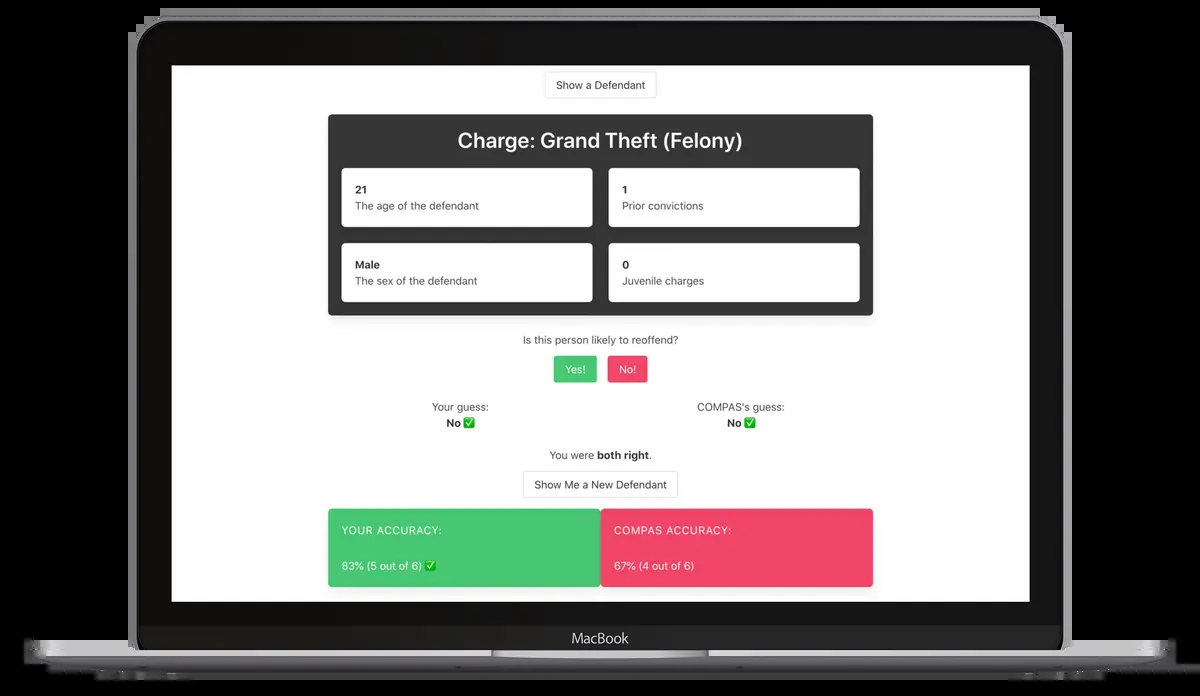 Show a Defendant
Charge: Grand Theft (Felony)
21
The age of the defendant
1
Prior convictions
Male
The sex of the defendant
0
Juvenile charges
Is this person likely to reoffend?
Yes!
No!
Your guess:
No ✅
COMPAS's guess:
No ✅
You were both right.
Show Me a New Defendant
YOUR ACCURACY:
83% (5 out of 6) ✅
COMPAS ACCURACY:
67% (4 out of 6)
MacBook